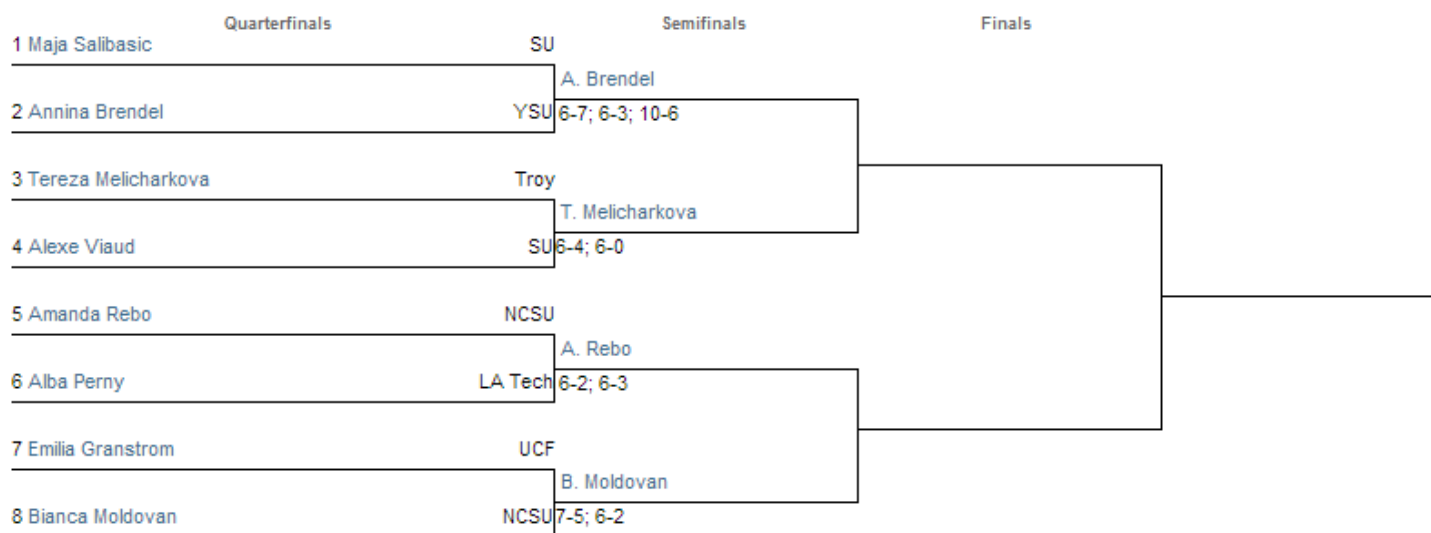 Quarterfinals Semifinals Finals
1 Maja Salibasic SU
A. Brendel
2 Annina Brendel YSU 6-7; 6-3; 10-6
3 Tereza Melicharkova Troy
T. Melicharkova
4 Alexe Viaud SU 6-4; 6-0
5 Amanda Rebo NCSU
A. Rebo
6 Alba Perny LA Tech 6-2; 6-3
7 Emilia Granstrom UCF
B. Moldovan
8 Bianca Moldovan NCSU 7-5; 6-2